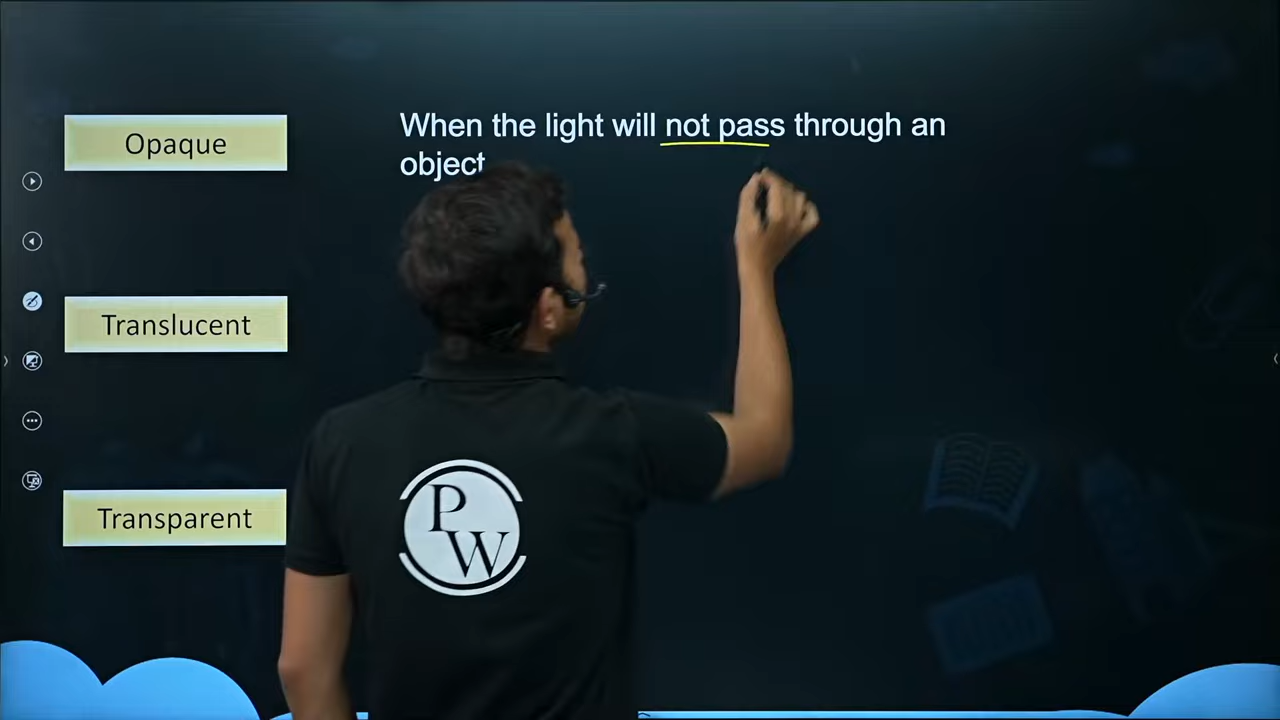 Opaque
When the light will not pass through an
object
Translucent
Transparent
PW